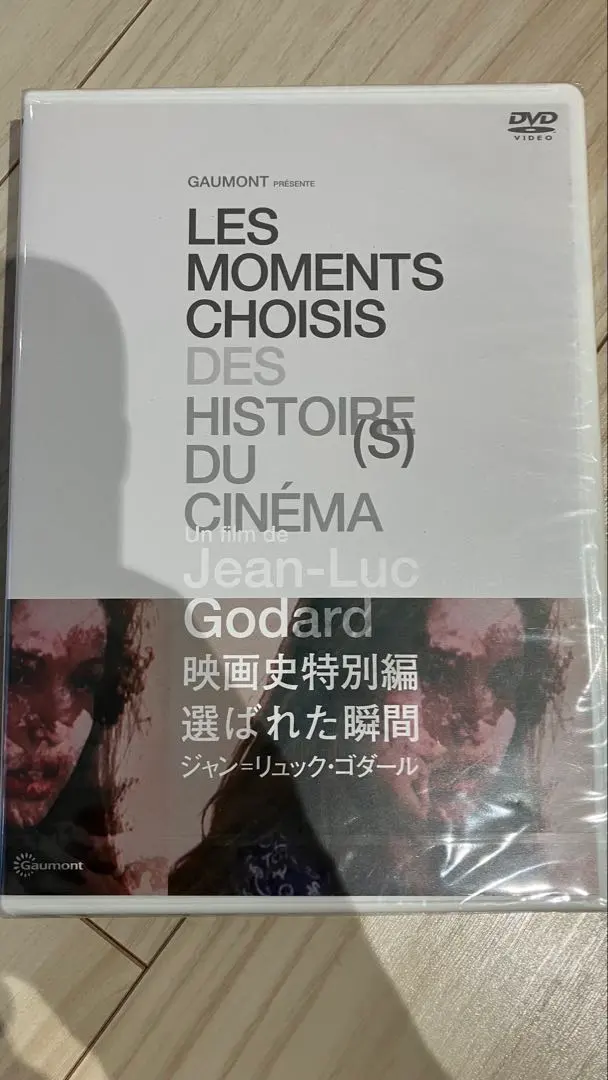 DVD
VIDEO
GAUMONT PRÉSENTE
LES
MOMENTS
CHOISIS
DES
HISTOIRE
(S)
DU
CINÉMA
Un film de
Jean-Luc
Godard
映画史特別編
選ばれた瞬間
ジャン=リュック・ゴダール
Gaumont